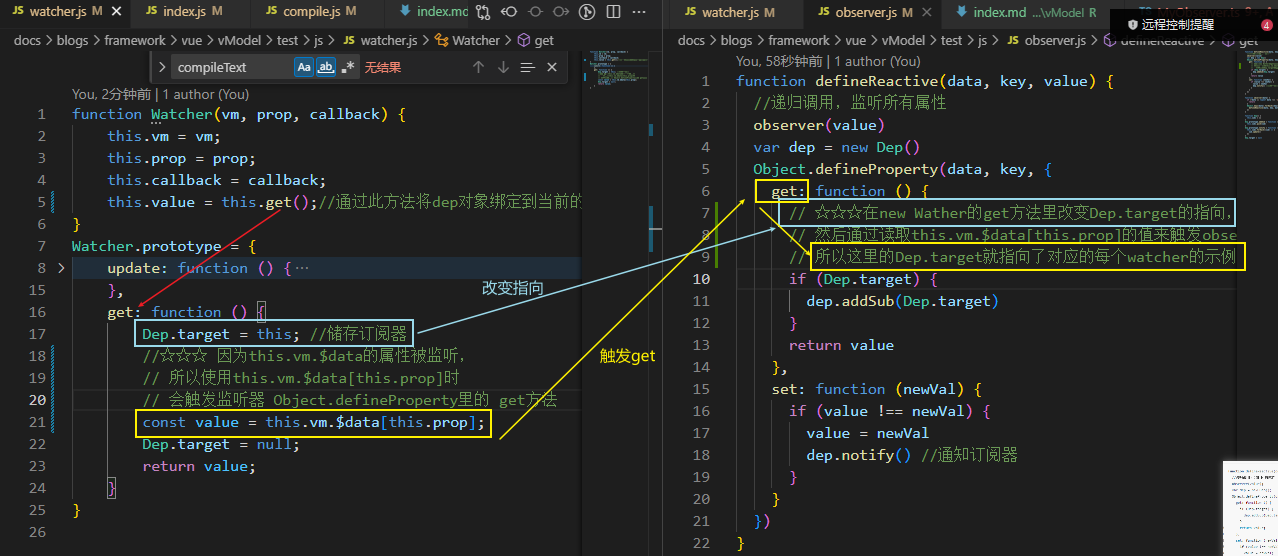 watcher.js M
index.js M
compile.js M
index.md
docs > blogs > framework > vue > vModel > test > js > JS watcher.js > Watcher > get
compileText
Aa
ab
.*
无结果
You, 2分钟前 | 1 author (You)
1 function Watcher(vm, prop, callback) {
2 this.vm = vm;
3 this.prop = prop;
4 this.callback = callback;
5 this.value = this.get();//通过此方法将dep对象绑定到当前的
6 }
7 Watcher.prototype = {
8 update: function () {…
15 },
16 get: function () {
17 Dep.target = this; //储存订阅器
18 //☆☆☆ 因为this.vm.$data的属性被监听，
19 // 所以使用this.vm.$data[this.prop]时
20 // 会触发监听器 Object.defineProperty里的 get方法
21 const value = this.vm.$data[this.prop];
22 Dep.target = null;
23 return value;
24 }
25 }
26
改变指向
触发get
JS watcher.js M
JS observer.js M
index.md ...\vModel R
远程控制提醒
4
docs > blogs > framework > vue > vModel > test > js > JS observer.js > defineReactive > get
You, 58秒钟前 | 1 author (You)
1 function defineReactive(data, key, value) {
2 //递归调用，监听所有属性
3 observer(value)
4 var dep = new Dep()
5 Object.defineProperty(data, key, {
6 get: function () {
7 // ☆☆☆在new Wather的get方法里改变Dep.target的指向，
8 // 然后通过读取this.vm.$data[this.prop]的值来触发obse
9 // 所以这里的Dep.target就指向了对应的每个watcher的示例
10 if (Dep.target) {
11 dep.addSub(Dep.target)
12 }
13 return value
14 },
15 set: function (newVal) {
16 if (value !== newVal) {
17 value = newVal
18 dep.notify() //通知订阅器
19 }
20 }
21 })
22 }